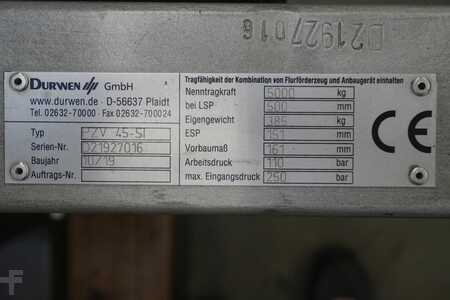 D21927016
DURWEN GmbH
www.durwen.de · D-56637 Plaidt
Tel. 02632-70000 · Fax 02632-700024
Typ PZV 45-SI
Serien-Nr. D21927016
Baujahr 10/19
Auftrags-Nr.
Tragfähigkeit der Kombination von Flurförderzeug und Anbaugerät einhalten
Nenntragkraft 5000 kg
bei LSP 500 mm
Eigengewicht 385 kg
ESP 151 mm
Vorbaumaß 161 mm
Arbeitsdruck 110 bar
max. Eingangsdruck 250 bar
CE
F